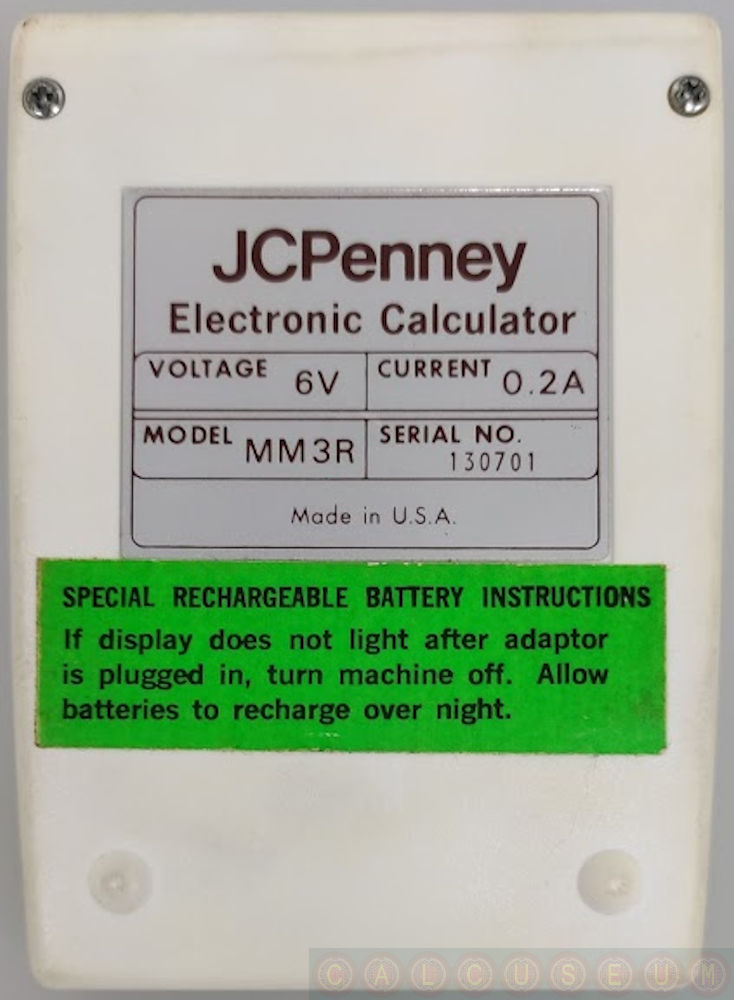 JCPenney
Electronic Calculator
VOLTAGE 6V CURRENT 0.2A
MODEL MM3R SERIAL NO. 130701
Made in U.S.A.
SPECIAL RECHARGEABLE BATTERY INSTRUCTIONS
If display does not light after adaptor
is plugged in, turn machine off. Allow
batteries to recharge over night.
CALCUSEUM